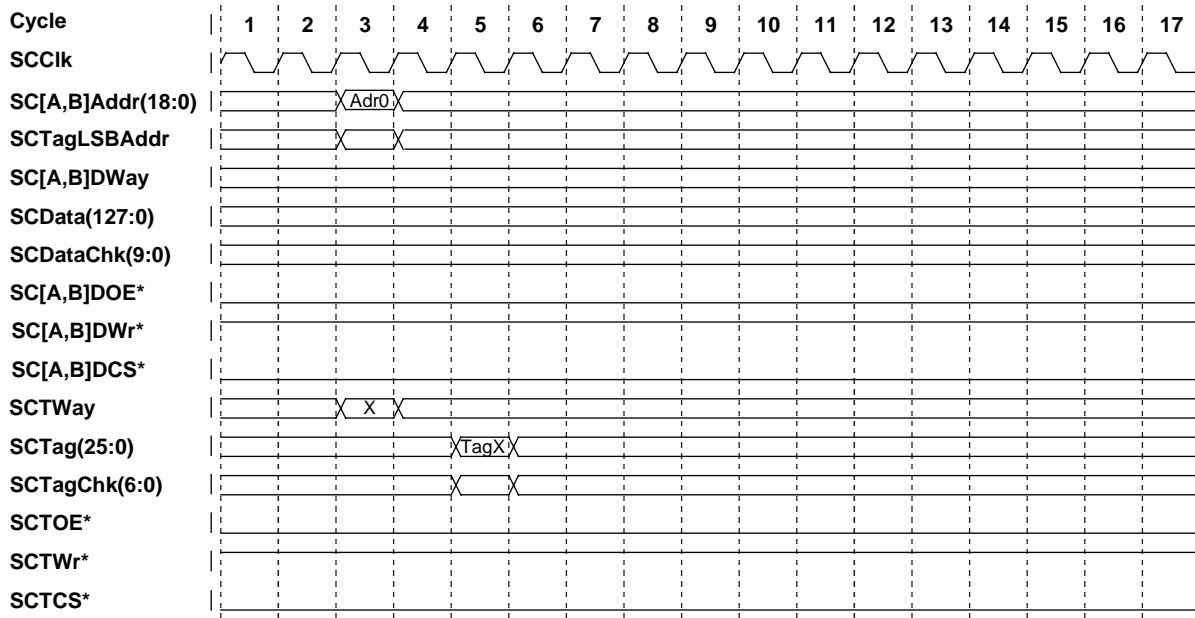 Cycle | 1 2 3 4 5 6 7 8 9 10 11 12 13 14 15 16 17
SCClk |
SC[A,B]Addr(18:0) | Adr0
SCTagLSBAddr |
SC[A,B]DWay |
SCData(127:0) |
SCDataChk(9:0) |
SC[A,B]DOE* |
SC[A,B]DWr* |
SC[A,B]DCS* |
SCTWay | X
SCTag(25:0) | TagX
SCTagChk(6:0) |
SCTOE* |
SCTWr* |
SCTCS* |